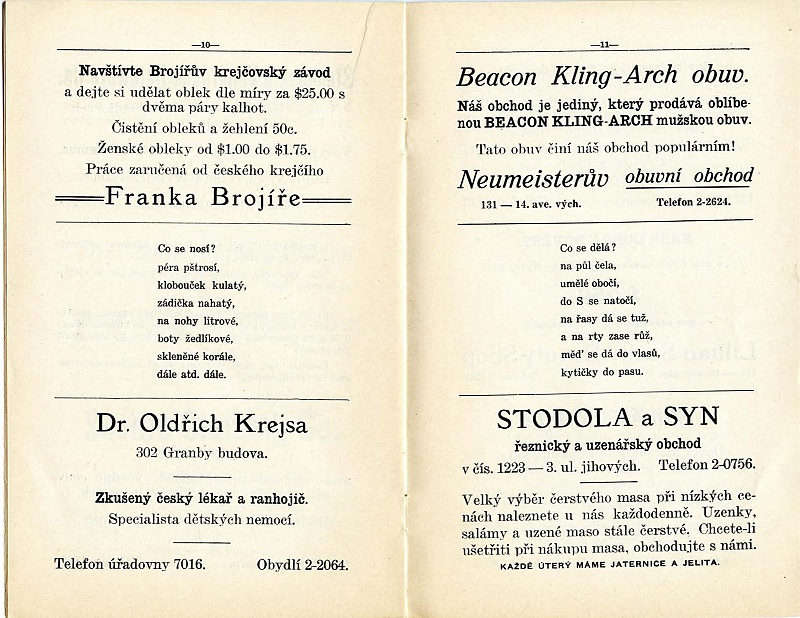 —10—
Navštívte Brojířův krejčovský závod
a dejte si udělat oblek dle míry za $25.00 s
dvěma páry kalhot.
Čistění obleků a žehlení 50c.
Ženské obleky od $1.00 do $1.75.
Práce zaručená od českého krejčího
Franka Brojíře
Co se nosí?
péra pštrosí,
klobouček kulatý,
zádička nahatý,
na nohy litrové,
boty žedlíkové,
skleněné korále,
dále atd. dále.
Dr. Oldřich Krejsa
302 Granby budova.
Zkušený český lékař a ranhojič.
Specialista dětských nemocí.
Telefon úřadovny 7016. Obydlí 2-2064.
—11—
Beacon Kling-Arch obuv.
Náš obchod je jediný, který prodává oblíbe-
nou BEACON KLING-ARCH mužskou obuv.
Tato obuv činí náš obchod populárním!
Neumeisterův obuvní obchod
131 — 14. ave. vých. Telefon 2-2624.
Co se dělá?
na půl čela,
umělé obočí,
do S se natočí,
na řasy dá se tuž,
a na rty zase růž,
měď se dá do vlasů,
kytičky do pasu.
STODOLA a SYN
řeznický a uzenářský obchod
v čís. 1223 — 3. ul. jihových. Telefon 2-0756.
Velký výběr čerstvého masa při nízkých ce-
nách naleznete u nás každodenně. Uzenky,
salámy a uzené maso stále čerstvé. Chcete-li
ušetřiti při nákupu masa, obchodujte s námi.
KAŽDÉ ÚTERÝ MÁME JATERNICE A JELITA.